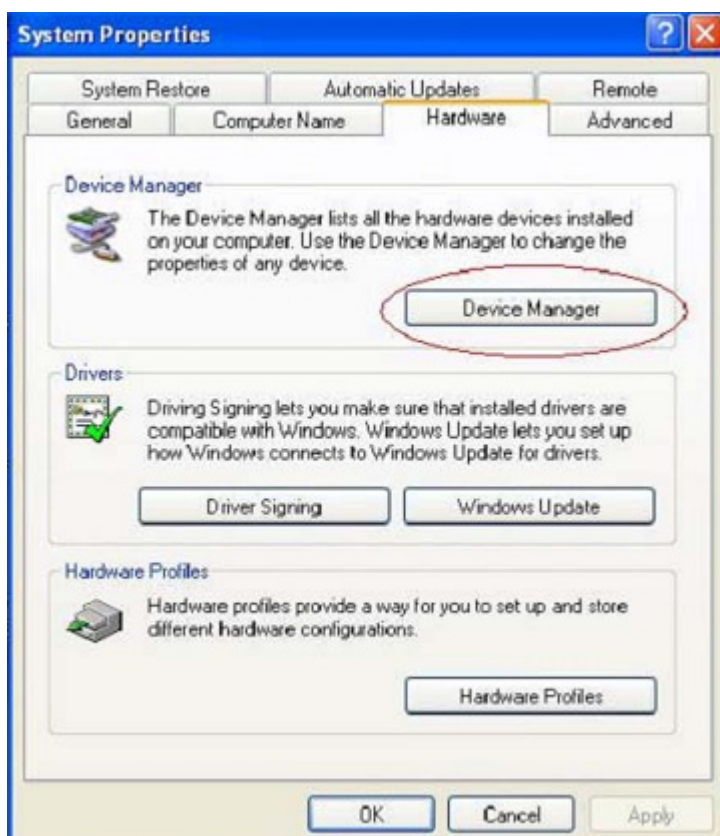 System Properties
System Restore Automatic Updates Remote
General Computer Name Hardware Advanced
Device Manager
The Device Manager lists all the hardware devices installed
on your computer. Use the Device Manager to change the
properties of any device.
Device Manager
Drivers
Driving Signing lets you make sure that installed drivers are
compatible with Windows. Windows Update lets you set up
how Windows connects to Windows Update for drivers.
Driver Signing Windows Update
Hardware Profiles
Hardware profiles provide a way for you to set up and store
different hardware configurations.
Hardware Profiles
OK Cancel Apply